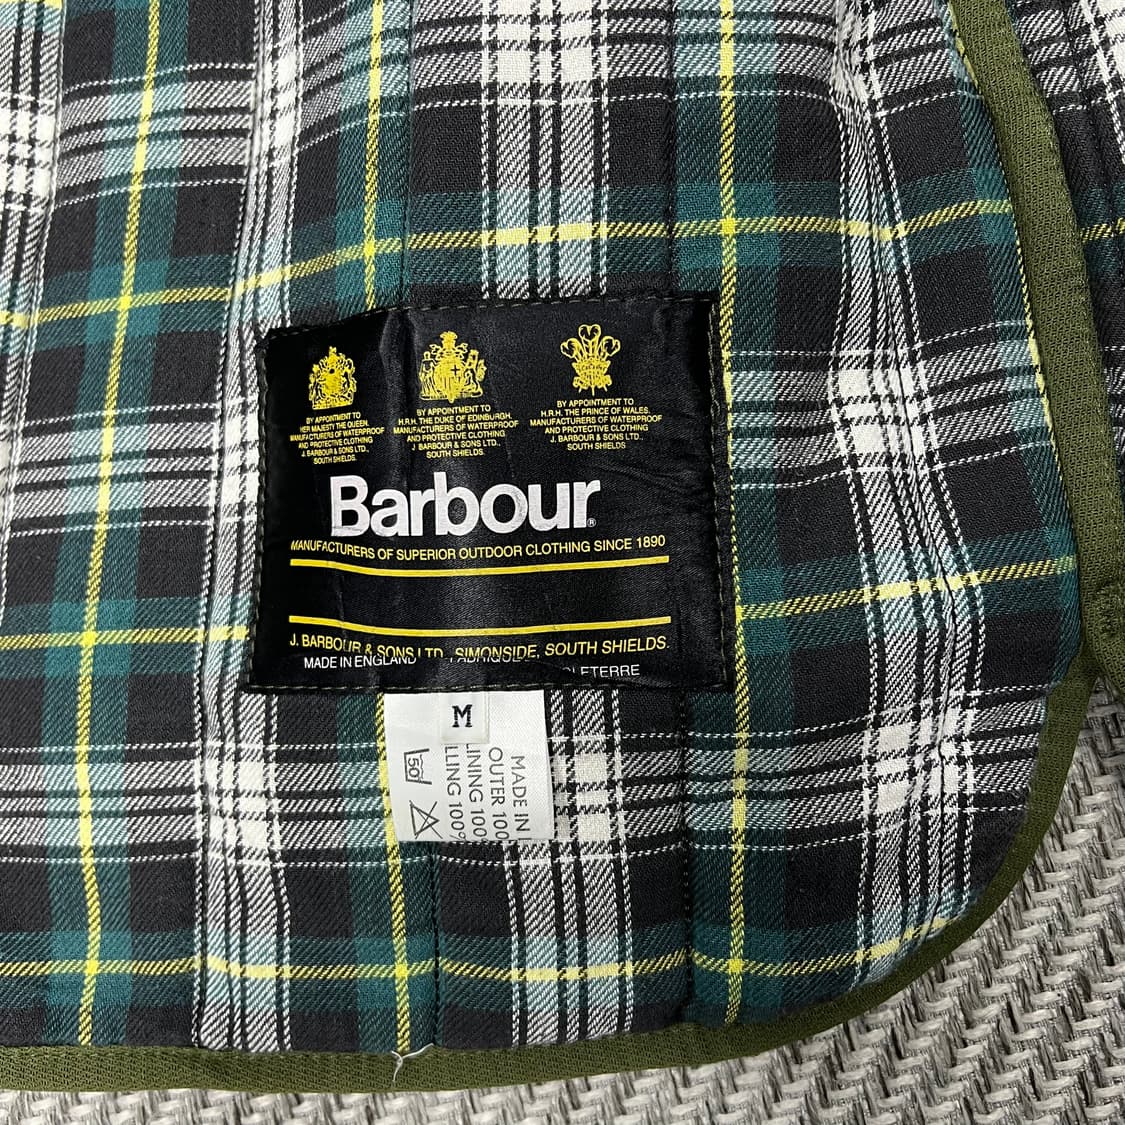 BY APPOINTMENT TO
HER MAJESTY THE QUEEN.
MANUFACTURERS OF WATERPROOF
AND PROTECTIVE CLOTHING
J. BARBOUR & SONS LTD.,
SOUTH SHIELDS.
BY APPOINTMENT TO
H.R.H. THE DUKE OF EDINBURGH.
MANUFACTURERS OF WATERPROOF
AND PROTECTIVE CLOTHING
J. BARBOUR & SONS LTD.,
SOUTH SHIELDS.
BY APPOINTMENT TO
H.R.H. THE PRINCE OF WALES.
MANUFACTURERS OF WATERPROOF
AND PROTECTIVE CLOTHING
J. BARBOUR & SONS LTD.,
SOUTH SHIELDS
Barbour®
MANUFACTURERS OF SUPERIOR OUTDOOR CLOTHING SINCE 1890
J. BARBOUR & SONS LTD. SIMONSIDE, SOUTH SHIELDS.
MADE IN ENGLAND
M
MADE IN
OUTER 100
LINING 100
100%
50